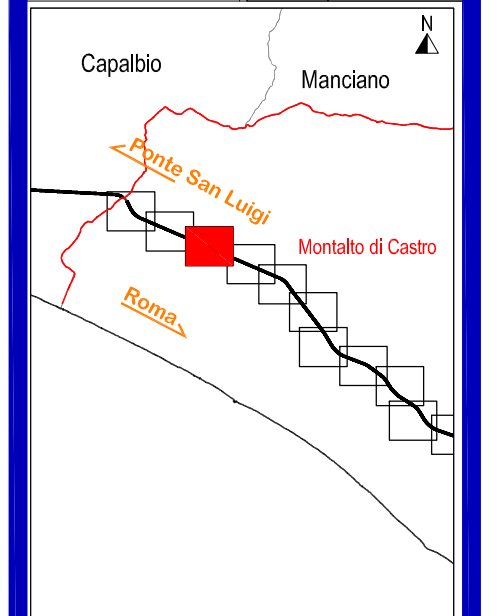 N
Capalbio
Manciano
Ponte San Luigi
Montalto di Castro
Roma